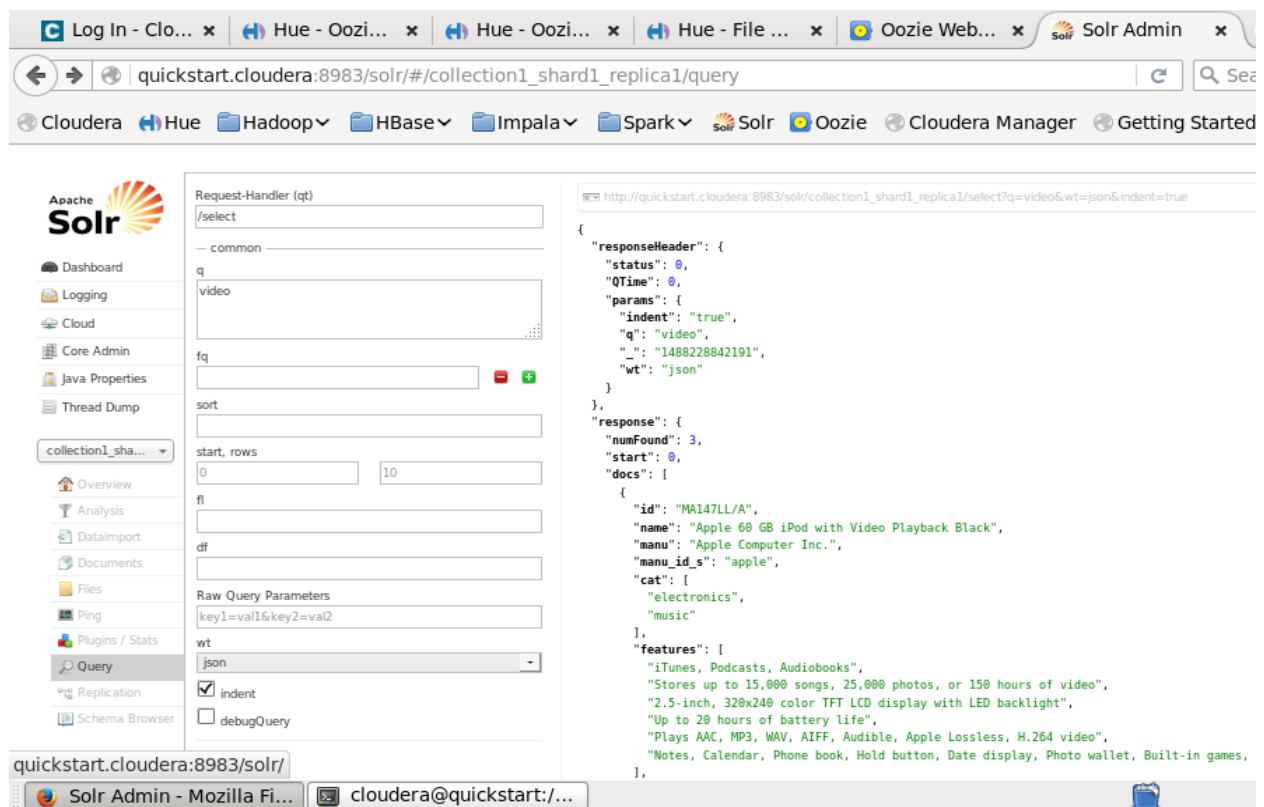 Log In - Clo... × Hue - Oozi... × Hue - Oozi... × Hue - File ... × Oozie Web... × Solr Admin ×
quickstart.cloudera:8983/solr/#/collection1_shard1_replica1/query Sea
Cloudera Hue Hadoop HBase Impala Spark Solr Oozie Cloudera Manager Getting Started
Apache
Solr
Dashboard
Logging
Cloud
Core Admin
Java Properties
Thread Dump
collection1_sha...
Overview
Analysis
Dataimport
Documents
Files
Ping
Plugins / Stats
Query
Replication
Schema Browser
Request-Handler (qt)
/select
common
q
video
fq
sort
start, rows
0 10
fl
df
Raw Query Parameters
key1=val1&key2=val2
wt
json
indent
debugQuery
http://quickstart.cloudera:8983/solr/collection1_shard1_replica1/select?q=video&wt=json&indent=true
{
"responseHeader": {
"status": 0,
"QTime": 0,
"params": {
"indent": "true",
"q": "video",
"_": "1488228842191",
"wt": "json"
}
},
"response": {
"numFound": 3,
"start": 0,
"docs": [
{
"id": "MA147LL/A",
"name": "Apple 60 GB iPod with Video Playback Black",
"manu": "Apple Computer Inc.",
"manu_id_s": "apple",
"cat": [
"electronics",
"music"
],
"features": [
"iTunes, Podcasts, Audiobooks",
"Stores up to 15,000 songs, 25,000 photos, or 150 hours of video",
"2.5-inch, 320x240 color TFT LCD display with LED backlight",
"Up to 20 hours of battery life",
"Plays AAC, MP3, WAV, AIFF, Audible, Apple Lossless, H.264 video",
"Notes, Calendar, Phone book, Hold button, Date display, Photo wallet, Built-in games,
],
quickstart.cloudera:8983/solr/
Solr Admin - Mozilla Fi... cloudera@quickstart:/...